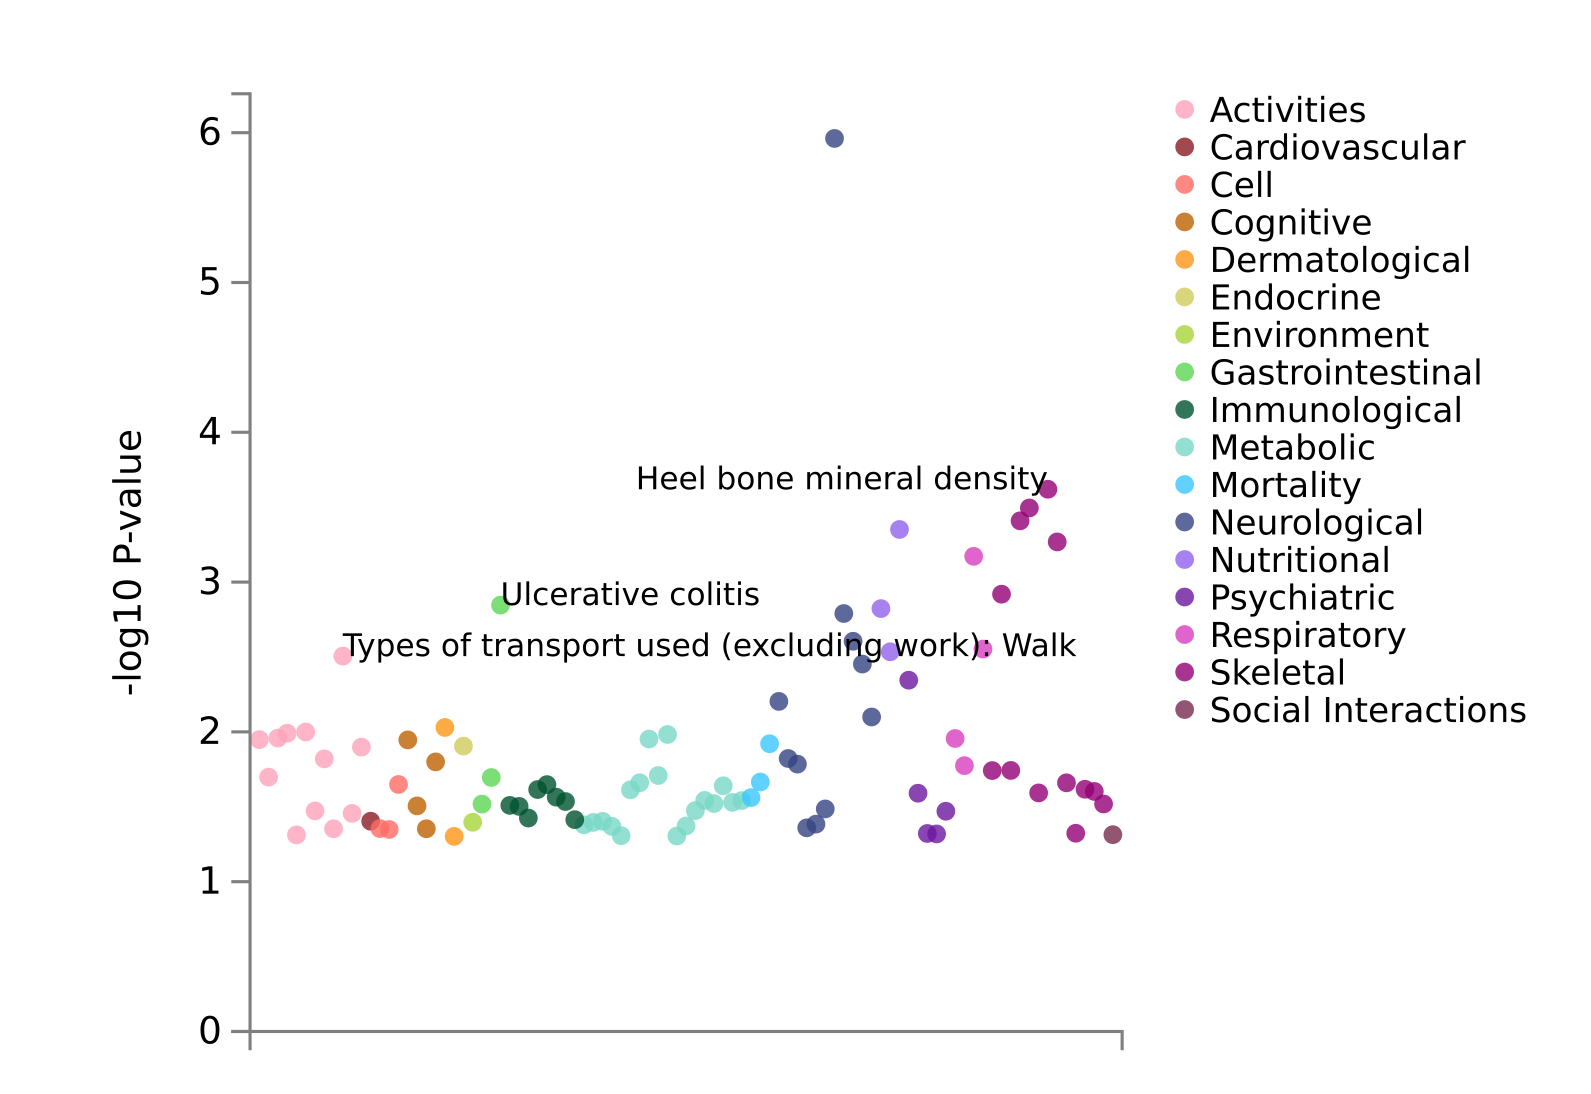 6
5
4
3
2
1
0
-log10 P-value
Heel bone mineral density
Ulcerative colitis
Types of transport used (excluding work): Walk
Activities
Cardiovascular
Cell
Cognitive
Dermatological
Endocrine
Environment
Gastrointestinal
Immunological
Metabolic
Mortality
Neurological
Nutritional
Psychiatric
Respiratory
Skeletal
Social Interactions